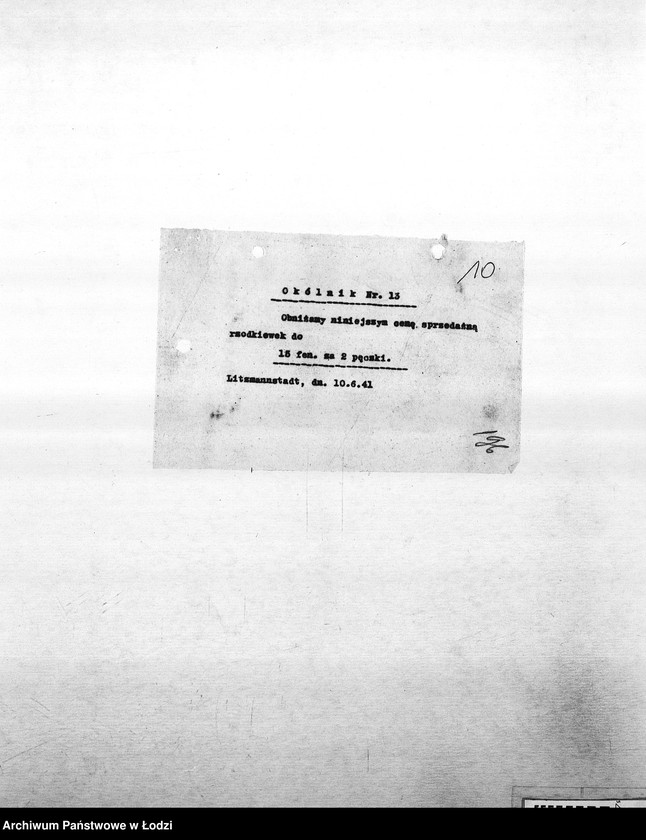 10
Okólnik Nr. 13
Obniżamy niniejszym cenę sprzedażną
rzodkiewek do
15 fen. za 2 pęczki.
Litzmannstadt, dn. 10.6.41
Archiwum Państwowe w Łodzi